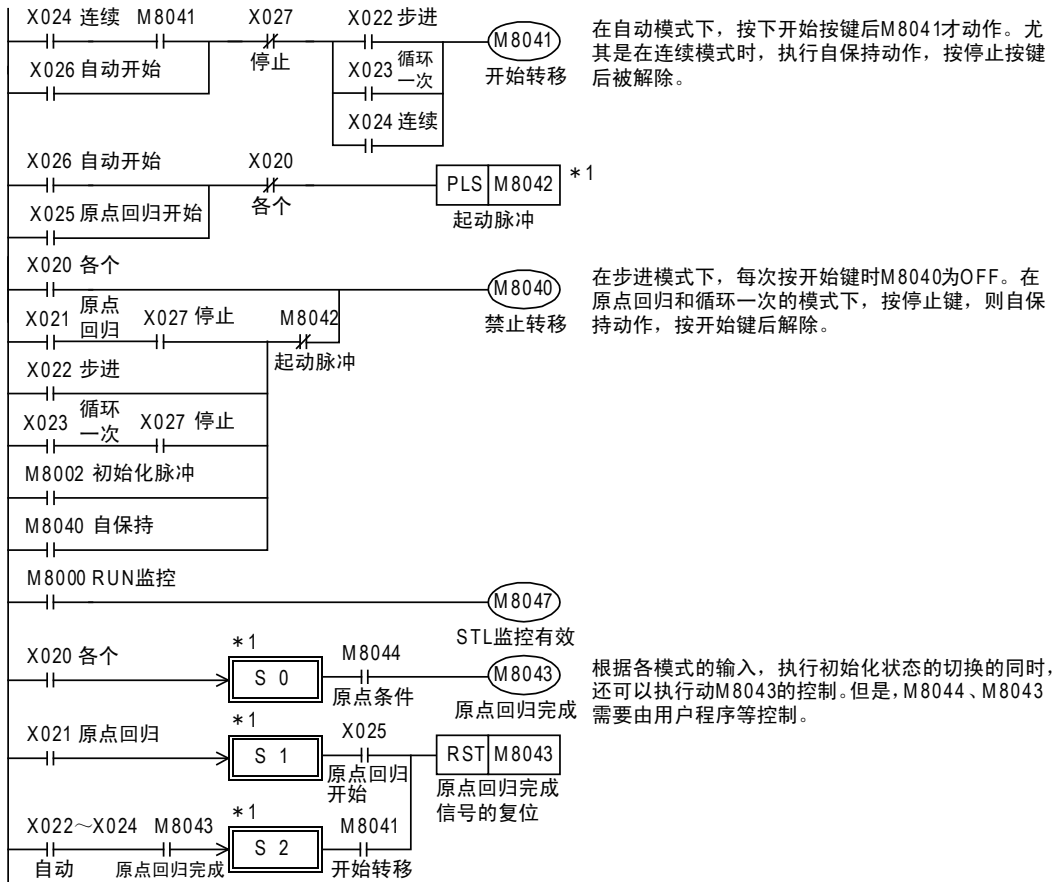 X024 连续 M8041 X027 X022 步进
M8041
停止
开始转移
X026 自动开始
X023 循环一次
X024 连续
在自动模式下，按下开始按键后M8041才动作。尤
其是在连续模式时，执行自保持动作，按停止按键
后被解除。
X026 自动开始 X020
各个
PLS M8042 *1
起动脉冲
X025 原点回归开始
X020 各个
M8040
禁止转移
X021 原点回归 X027 停止 M8042
起动脉冲
在步进模式下，每次按开始键时M8040为OFF。在
原点回归和循环一次的模式下，按停止键，则自保
持动作，按开始键后解除。
X022 步进
X023 循环一次 X027 停止
M8002 初始化脉冲
M8040 自保持
M8000 RUN监控
M8047
STL监控有效
*1
X020 各个 S 0 M8044 M8043
原点条件 原点回归完成
根据各模式的输入，执行初始化状态的切换的同时，
还可以执行动M8043的控制。但是，M8044、M8043
需要由用户程序等控制。
*1
X021 原点回归 S 1 X025 RST M8043
原点回归开始
原点回归完成
信号的复位
*1
X022～X024 M8043 S 2 M8041
自动 原点回归完成 开始转移